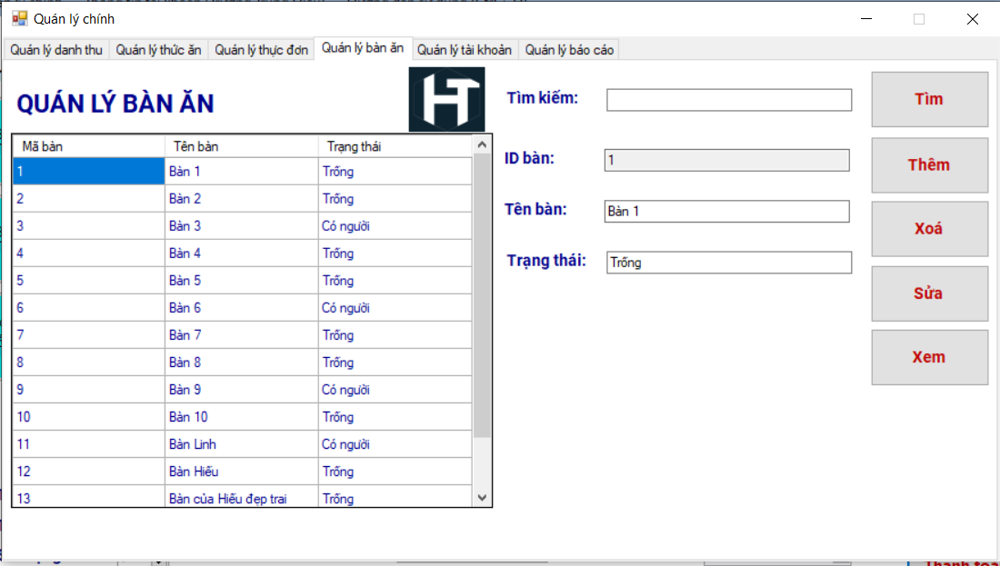 Quản lý chính
Quản lý danh thu Quản lý thức ăn Quản lý thực đơn Quản lý bàn ăn Quản lý tài khoản Quản lý báo cáo
QUẢN LÝ BÀN ĂN
HT
Tìm kiếm:
Tìm
Mã bàn Tên bàn Trạng thái
1 Bàn 1 Trống
2 Bàn 2 Trống
3 Bàn 3 Có người
4 Bàn 4 Trống
5 Bàn 5 Trống
6 Bàn 6 Có người
7 Bàn 7 Trống
8 Bàn 8 Trống
9 Bàn 9 Có người
10 Bàn 10 Trống
11 Bàn Linh Có người
12 Bàn Hiếu Trống
13 Bàn của Hiếu đẹp trai Trống
ID bàn: 1
Tên bàn: Bàn 1
Trạng thái: Trống
Thêm
Xoá
Sửa
Xem